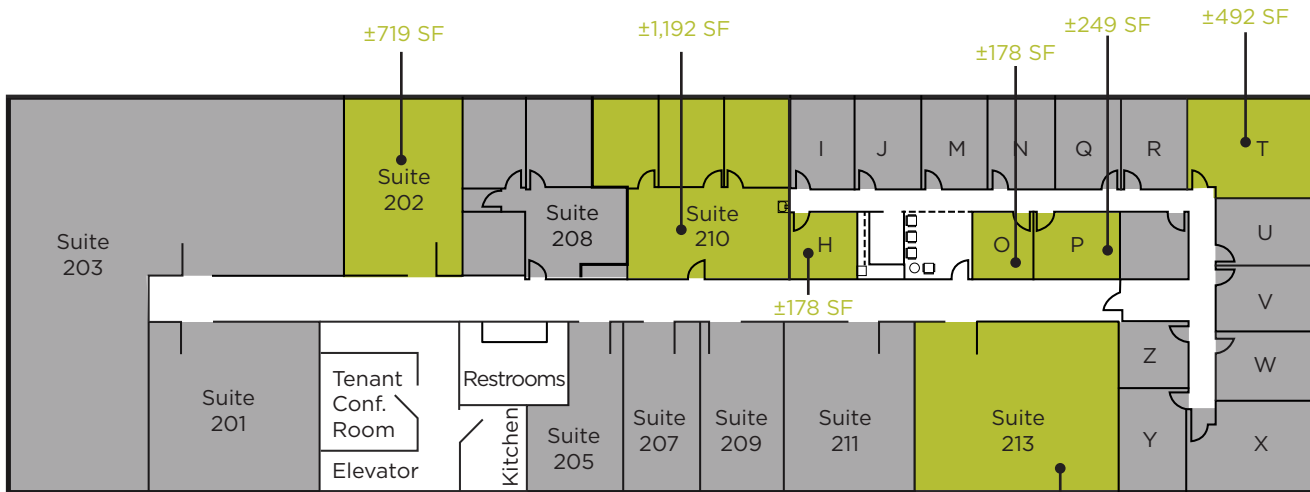 ±719 SF
±1,192 SF
±178 SF
±249 SF
±492 SF
I
J
M
N
Q
R
T
Suite
202
Suite
203
Suite
208
Suite
210
H
O
P
U
V
±178 SF
Z
W
Tenant
Conf.
Room
Restrooms
Suite
201
Elevator
Kitchen
Suite
205
Suite
207
Suite
209
Suite
211
Suite
213
Y
X